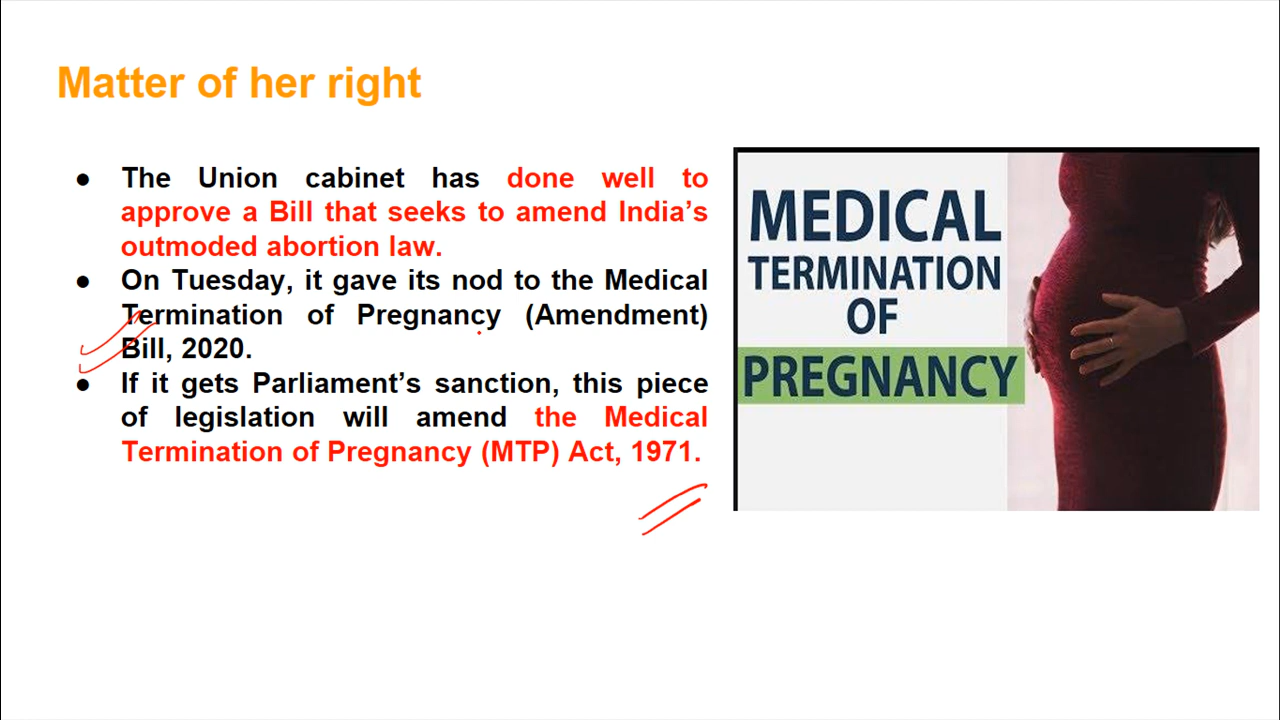 Matter of her right
● The Union cabinet has done well to
approve a Bill that seeks to amend India’s
outmoded abortion law.
● On Tuesday, it gave its nod to the Medical
Termination of Pregnancy (Amendment)
Bill, 2020.
● If it gets Parliament’s sanction, this piece
of legislation will amend the Medical
Termination of Pregnancy (MTP) Act, 1971.
MEDICAL
TERMINATION
OF
PREGNANCY